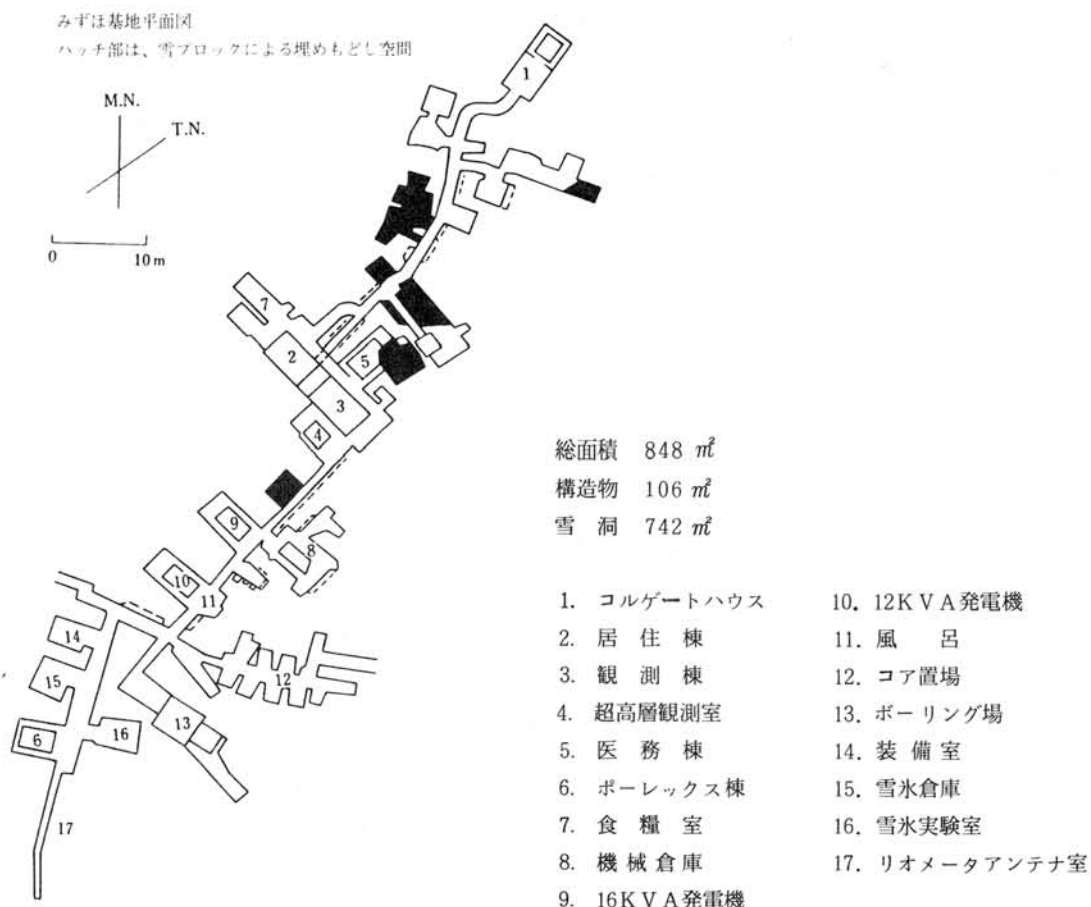 みずほ基地平面図
ハッチ部は、雪ブロックによる埋めもどし空間
M.N.
T.N.
0 10m
1
7
2
5
3
4
9
8
10
11
14
12
15
13
6
16
17
総面積 848 ㎡
構造物 106 ㎡
雪洞 742 ㎡
1. コルゲートハウス
2. 居住棟
3. 観測棟
4. 超高層観測室
5. 医務棟
6. ポーレックス棟
7. 食糧室
8. 機械倉庫
9. 16KVA発電機
10. 12KVA発電機
11. 風呂
12. コア置場
13. ボーリング場
14. 装備室
15. 雪氷倉庫
16. 雪氷実験室
17. リオメータアンテナ室